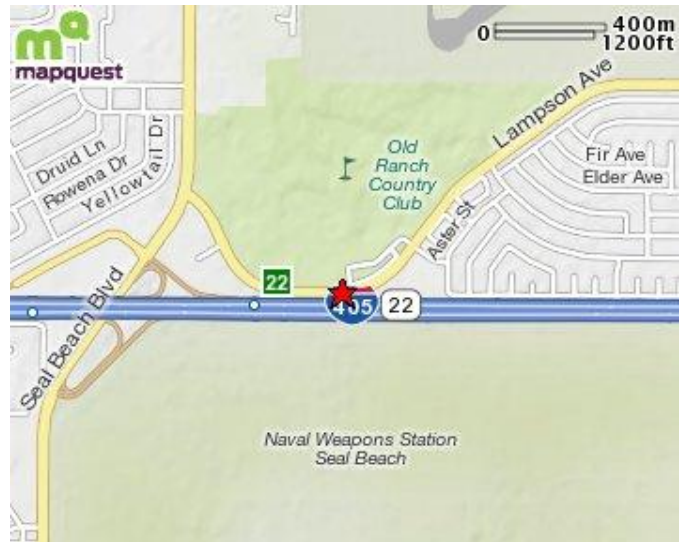 mapquest
0 400m
1200ft
Lampson Ave
Druid Ln
Rowena Dr
Yellowtail Dr
Old
Ranch
Country
Club
Fir Ave
Elder Ave
Aster St
22
405
22
Seal Beach Blvd
Naval Weapons Station
Seal Beach